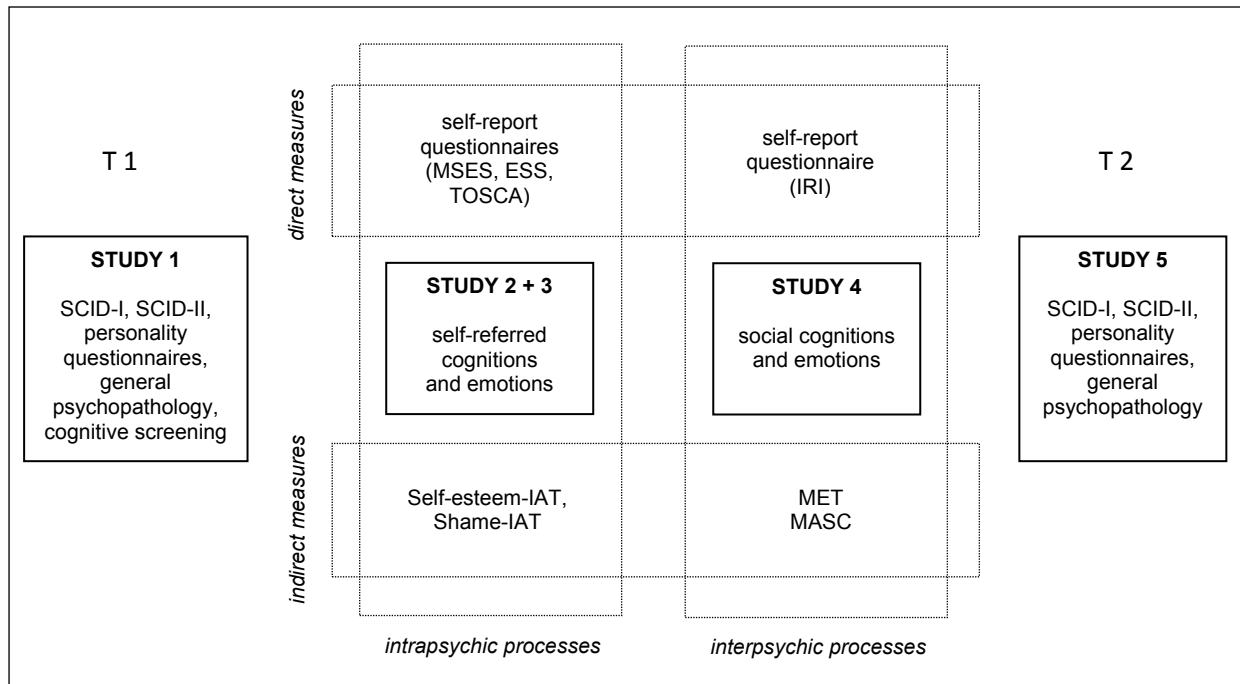 T 1
STUDY 1
SCID-I, SCID-II,
personality
questionnaires,
general
psychopathology,
cognitive screening
direct measures
self-report
questionnaires
(MSES, ESS,
TOSCA)
self-report
questionnaire
(IRI)
STUDY 2 + 3
self-referred
cognitions
and emotions
STUDY 4
social cognitions
and emotions
indirect measures
Self-esteem-IAT,
Shame-IAT
MET
MASC
intrapsychic processes
interpsychic processes
T 2
STUDY 5
SCID-I, SCID-II,
personality
questionnaires,
general
psychopathology